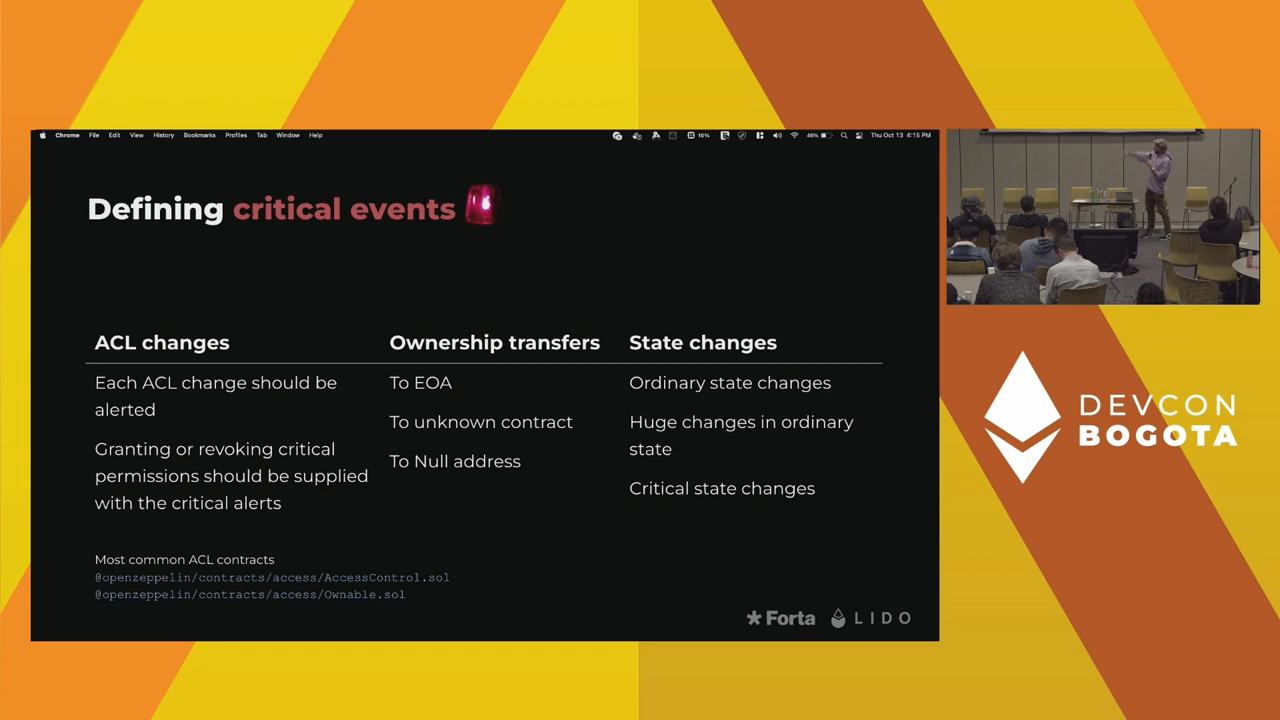 Chrome File Edit View History Bookmarks Profiles Tab Window Help
10% 46% Thu Oct 13 4:15 PM
Defining critical events
ACL changes
Ownership transfers
State changes
Each ACL change should be
alerted
Granting or revoking critical
permissions should be supplied
with the critical alerts
To EOA
To unknown contract
To Null address
Ordinary state changes
Huge changes in ordinary
state
Critical state changes
Most common ACL contracts
@openzeppelin/contracts/access/AccessControl.sol
@openzeppelin/contracts/access/Ownable.sol
Forta LIDO
DEVCON
BOGOTA